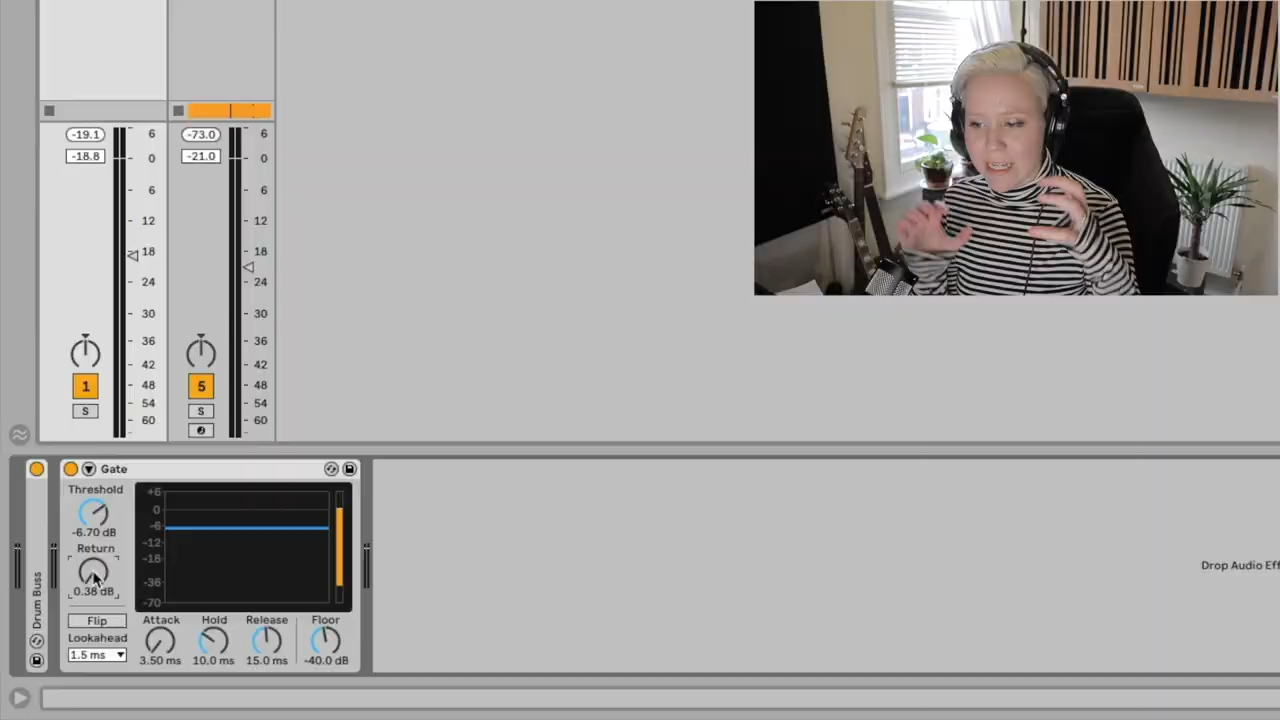 -19.1 6 -73.0 6
-18.8 0 -21.0 0
6 6
12 12
18 18
24 24
30 30
36 36
42 42
1 48 5 48
S 54 S 54
60 60
Gate
Threshold
-6.70 dB
Return
0.38 dB
Flip
Lookahead
1.5 ms
+6
0
-6
-12
-18
-36
-70
Attack Hold Release Floor
3.50 ms 10.0 ms 15.0 ms -40.0 dB
Drum Buss
Drop Audio Eff